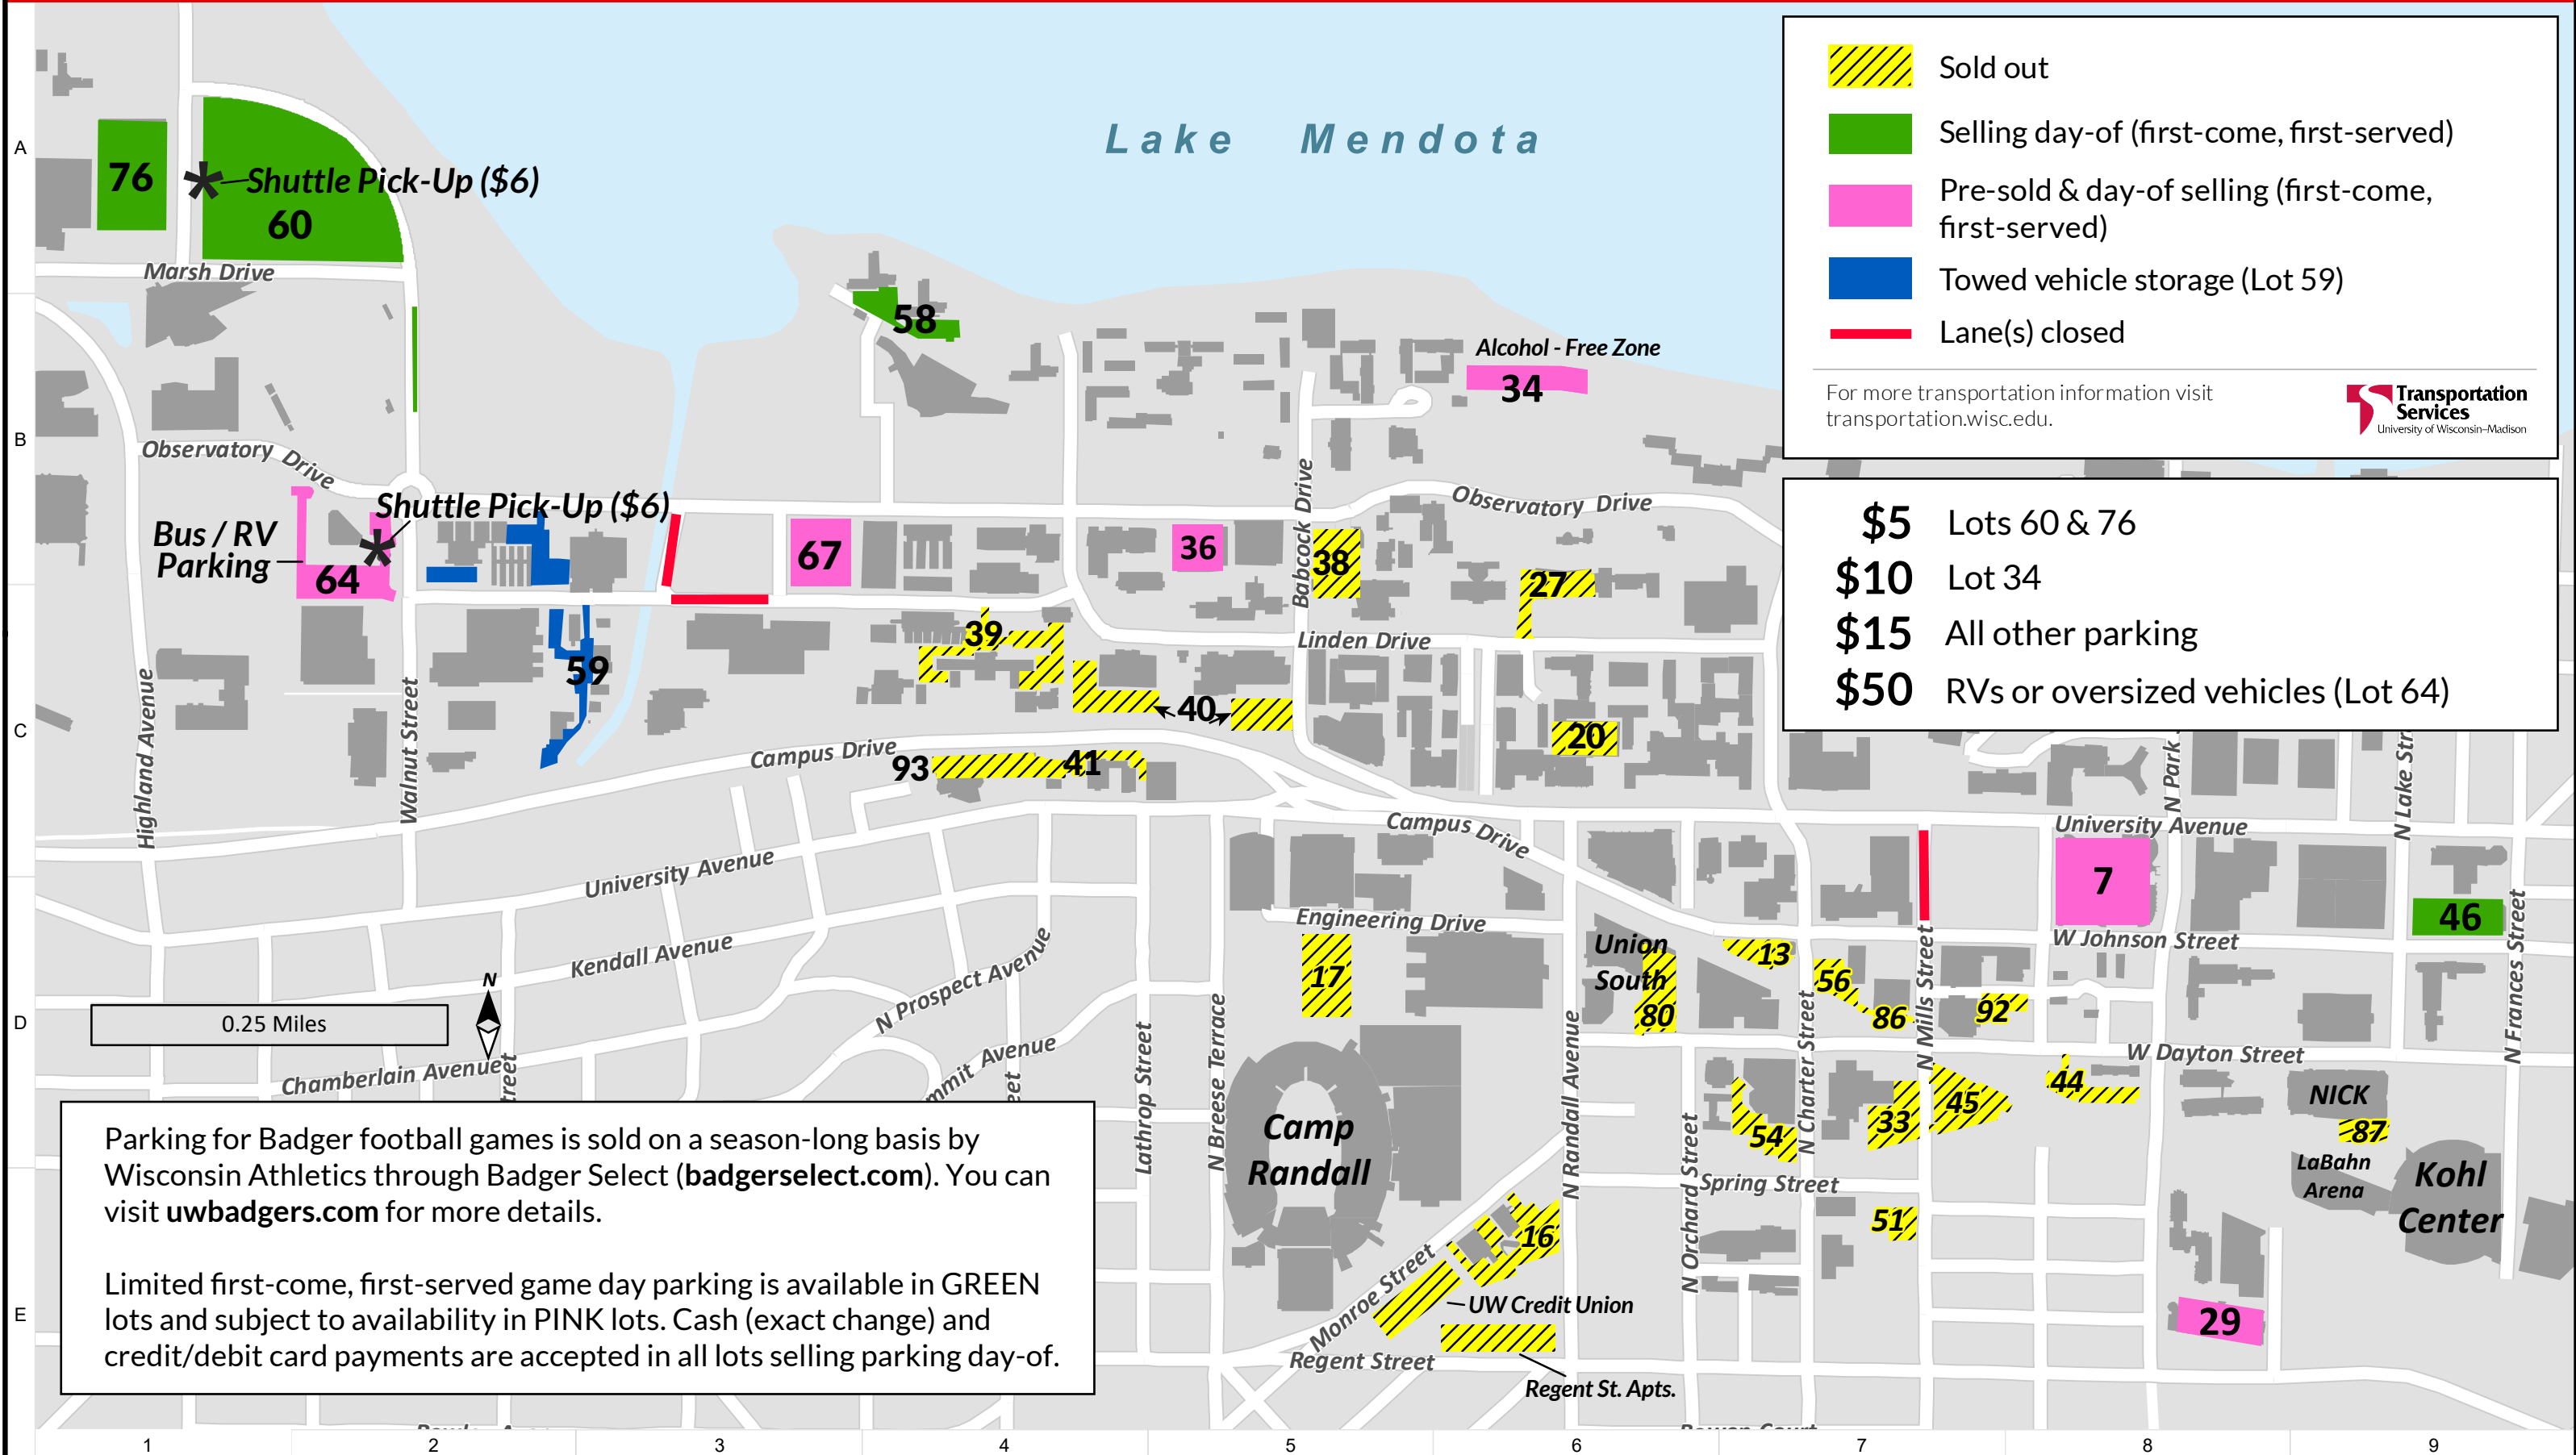 Lake Mendota
Sold out
Selling day-of (first-come, first-served)
Pre-sold & day-of selling (first-come,
first-served)
Towed vehicle storage (Lot 59)
Lane(s) closed
For more transportation information visit
transportation.wisc.edu.
Transportation
Services
University of Wisconsin–Madison
$5 Lots 60 & 76
$10 Lot 34
$15 All other parking
$50 RVs or oversized vehicles (Lot 64)
A
76
Shuttle Pick-Up ($6)
60
Marsh Drive
58
Alcohol - Free Zone
34
B
Observatory Drive
Shuttle Pick-Up ($6)
Bus / RV
Parking
64
67
36
Babcock Drive
38
Observatory Drive
27
39
Linden Drive
59
Highland Avenue
Walnut Street
C
40
20
Campus Drive
93
41
N Park
N Lake Str
Campus Drive
University Avenue
University Avenue
7
46
Engineering Drive
Kendall Avenue
N Prospect Avenue
Union
South
13
W Johnson Street
17
56
80
86
92
N Frances Street
N
0.25 Miles
D
Lathrop Street
N Breese Terrace
N Randall Avenue
N Charter Street
N Mills Street
W Dayton Street
Chamberlain Avenue
treet
mmit Avenue
eet
44
NICK
45
33
54
87
Camp
Randall
N Orchard Street
Spring Street
LaBahn
Arena
Kohl
Center
51
16
Parking for Badger football games is sold on a season-long basis by
Wisconsin Athletics through Badger Select (badgerselect.com). You can
visit uwbadgers.com for more details.
Limited first-come, first-served game day parking is available in GREEN
lots and subject to availability in PINK lots. Cash (exact change) and
credit/debit card payments are accepted in all lots selling parking day-of.
E
Monroe Street
UW Credit Union
29
Regent Street
Regent St. Apts.
1 2 3 4 5 6 7 8 9